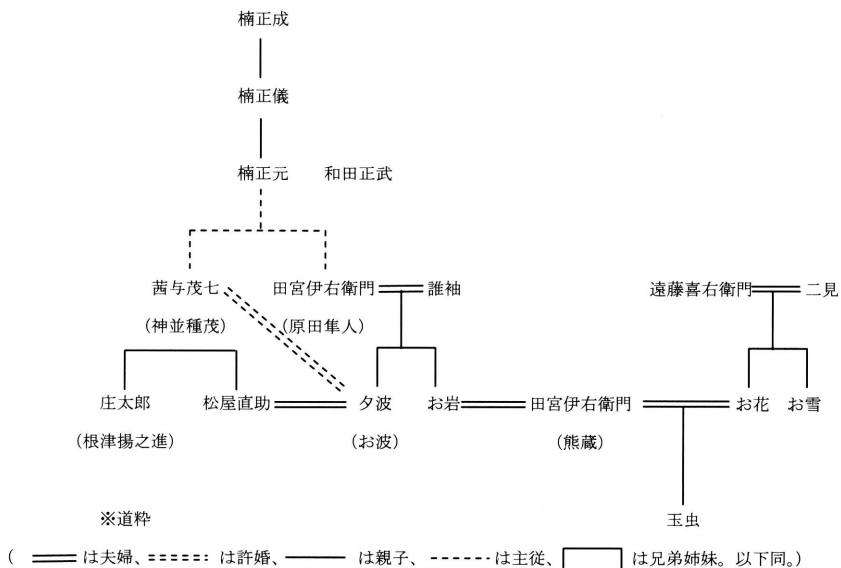 楠正成
楠正儀
楠正元 和田正武
茜与茂七 田宮伊右衛門 誰袖 遠藤喜右衛門 二見
（神並種茂） （原田隼人）
庄太郎 松屋直助 夕波 お岩 田宮伊右衛門 お花 お雪
（根津揚之進） （お波） （熊蔵）
※道粋 玉虫
（ は夫婦、 は許婚、 は親子、 は主従、 は兄弟姉妹。以下同。）